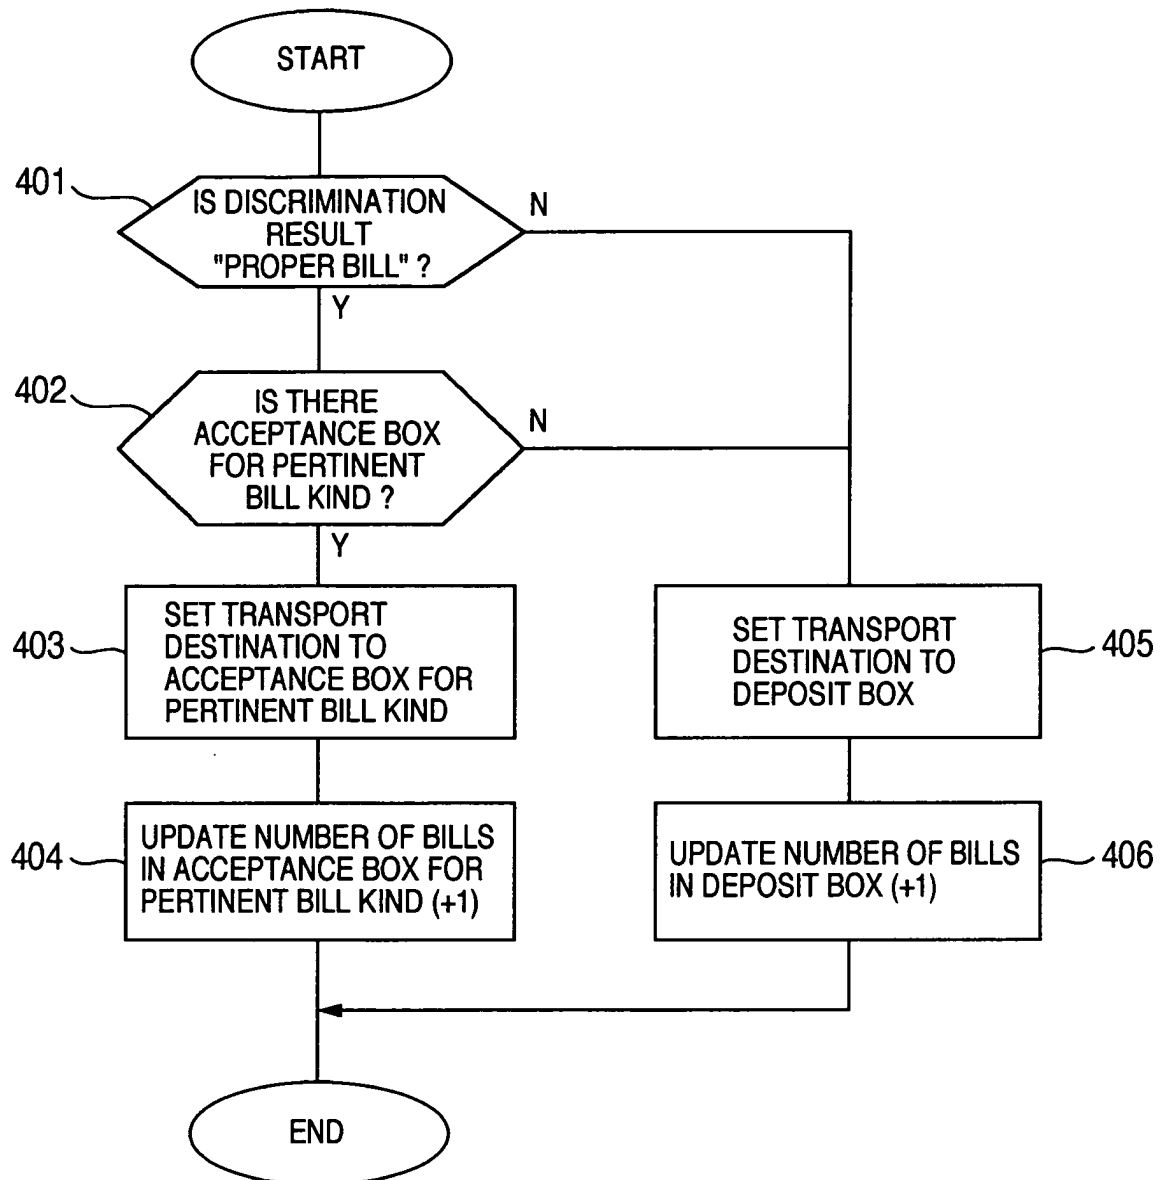 START
401
IS DISCRIMINATION
RESULT
"PROPER BILL" ?
N
Y
402
IS THERE
ACCEPTANCE BOX
FOR PERTINENT
BILL KIND ?
N
Y
403
SET TRANSPORT
DESTINATION TO
ACCEPTANCE BOX FOR
PERTINENT BILL KIND
SET TRANSPORT
DESTINATION TO
DEPOSIT BOX
405
404
UPDATE NUMBER OF BILLS
IN ACCEPTANCE BOX FOR
PERTINENT BILL KIND (+1)
UPDATE NUMBER OF BILLS
IN DEPOSIT BOX (+1)
406
END